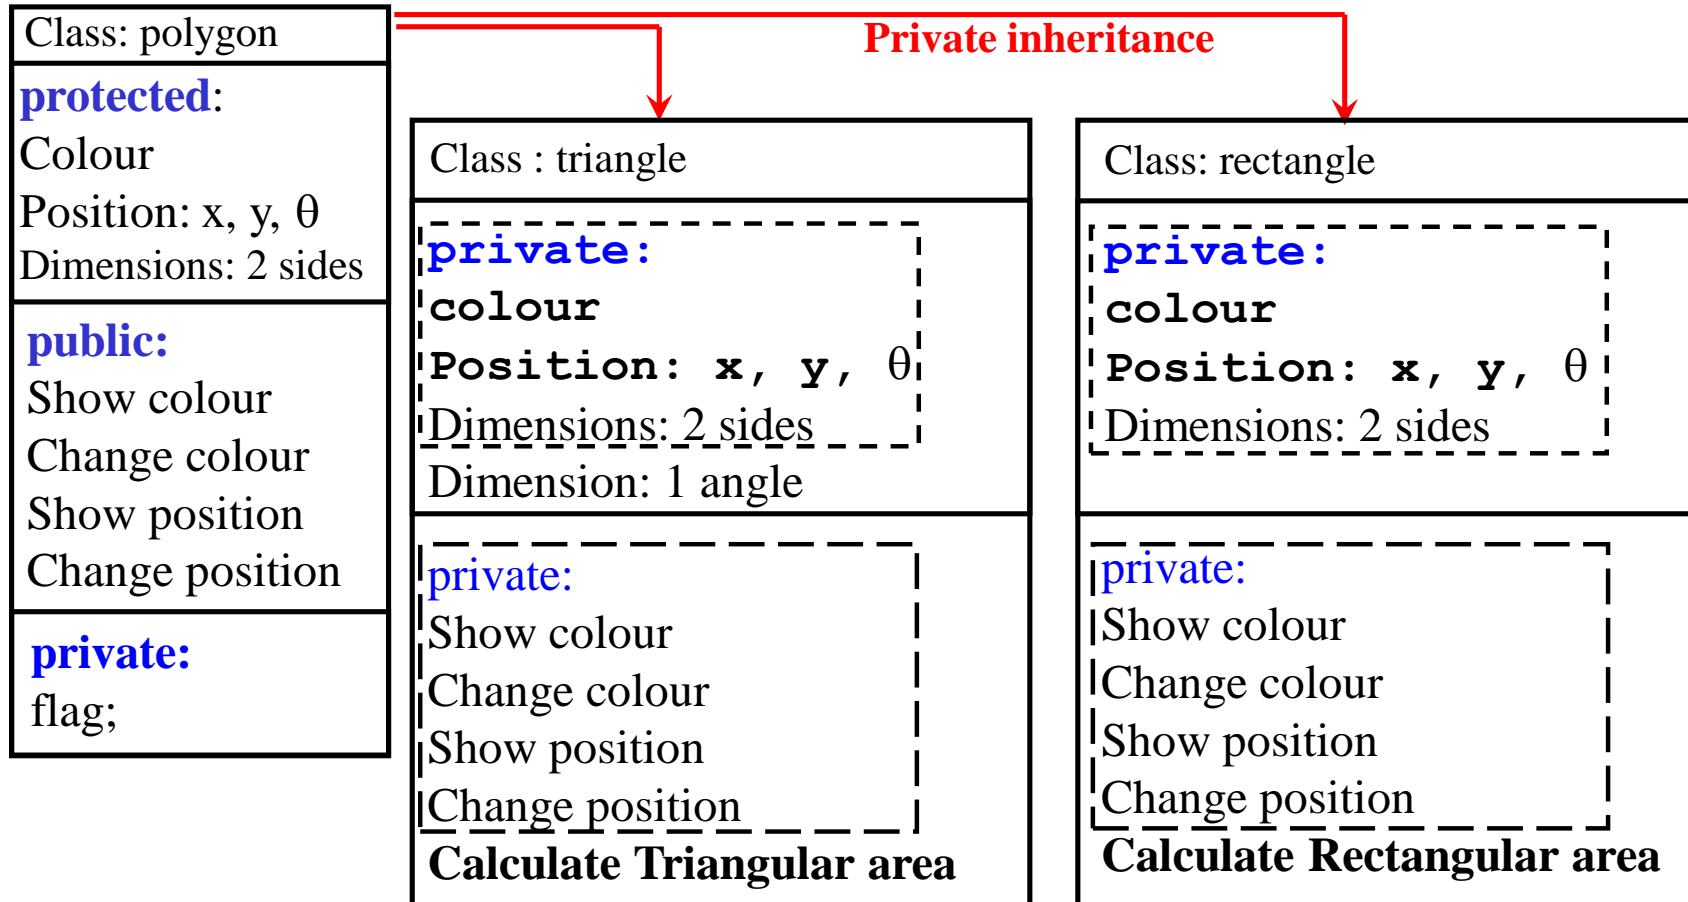 Class: polygon
protected:
Colour
Position: x, y, θ
Dimensions: 2 sides
public:
Show colour
Change colour
Show position
Change position
private:
flag;
Private inheritance
Class : triangle
private:
colour
Position: x, y, θ
Dimensions: 2 sides
Dimension: 1 angle
private:
Show colour
Change colour
Show position
Change position
Calculate Triangular area
Class: rectangle
private:
colour
Position: x, y, θ
Dimensions: 2 sides
private:
Show colour
Change colour
Show position
Change position
Calculate Rectangular area